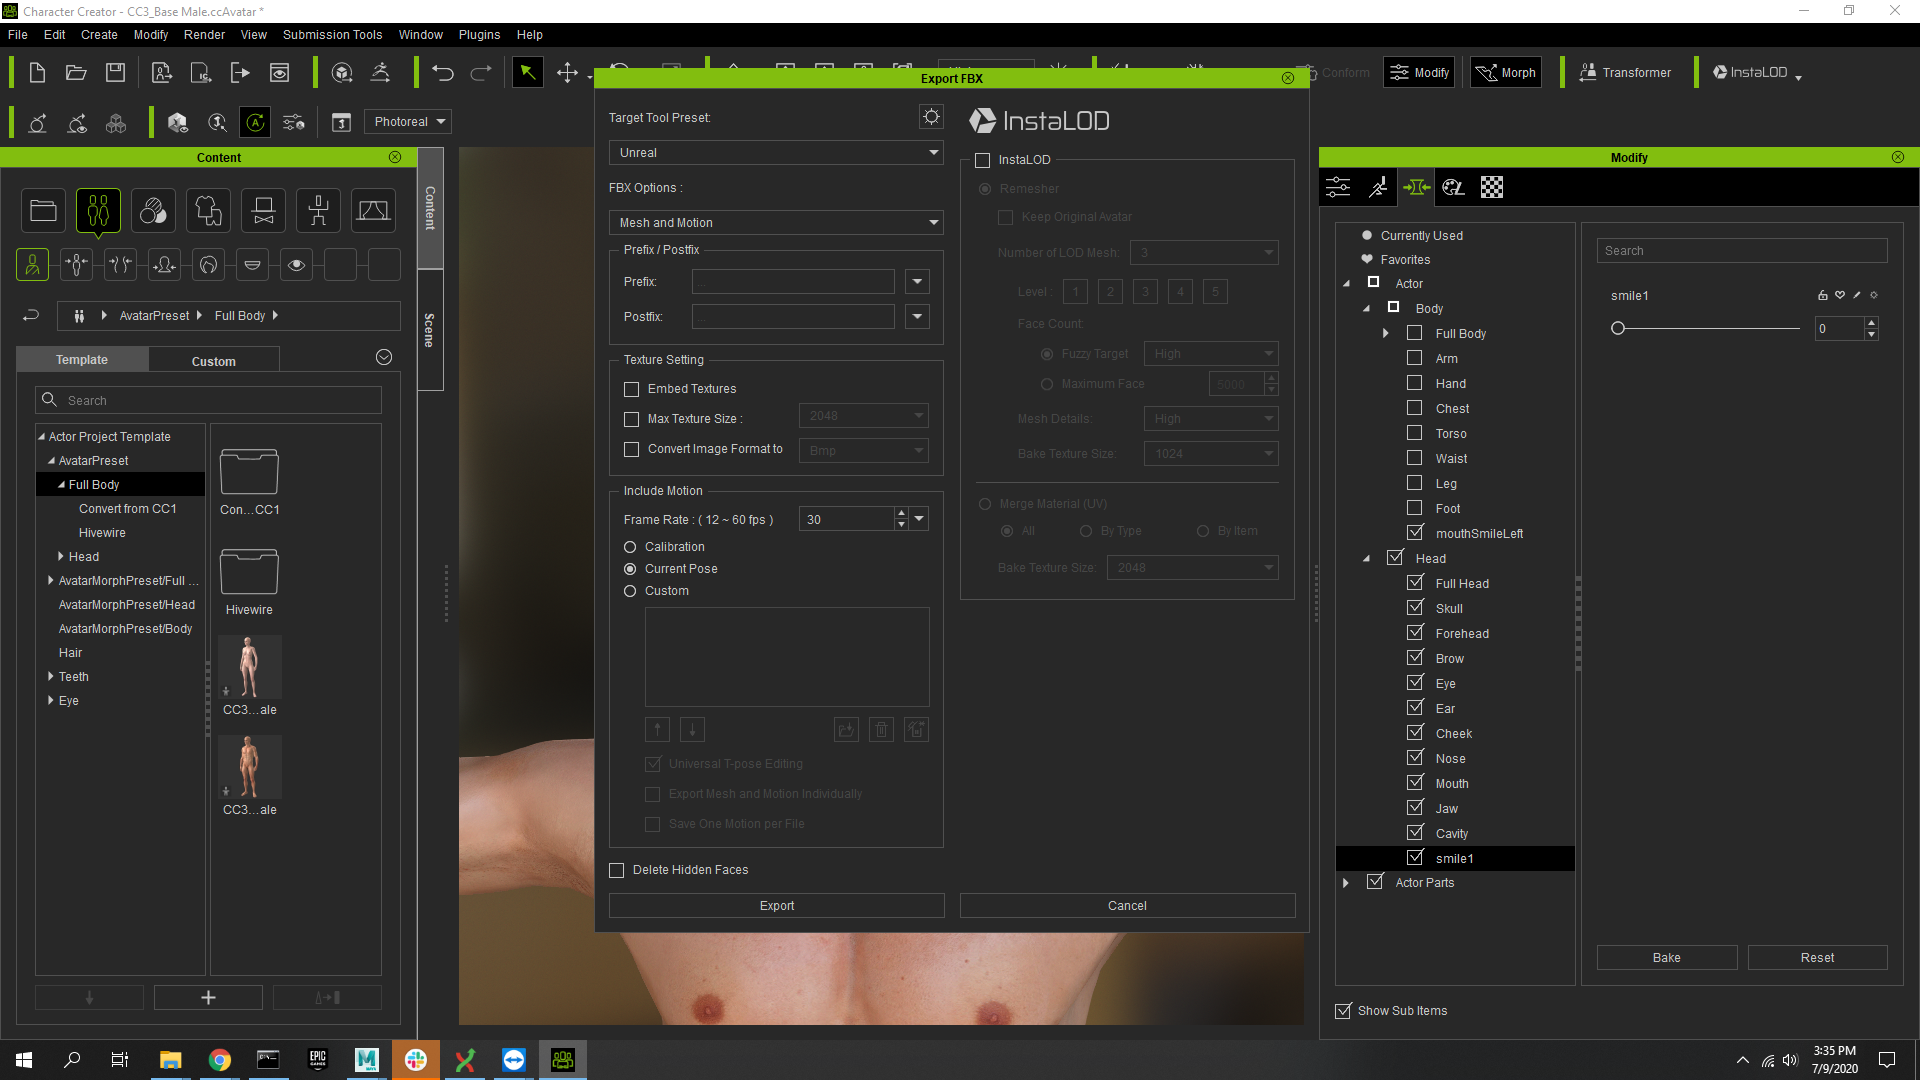 Character Creator - CC3_Base Male.ccAvatar *
File Edit Create Modify Render View Submission Tools Window Plugins Help
Conform Modify Morph Transformer InstaLOD
Photoreal
Content
AvatarPreset Full Body
Template Custom
Search
Actor Project Template
AvatarPreset
Full Body
Convert from CC1
Hivewire
Head
AvatarMorphPreset/Full ...
AvatarMorphPreset/Head
AvatarMorphPreset/Body
Hair
Teeth
Eye
Con...CC1
Hivewire
CC3...ale
CC3...ale
Content
Scene
Export FBX
Target Tool Preset:
Unreal
FBX Options :
Mesh and Motion
Prefix / Postfix
Prefix: ...
Postfix: ...
Texture Setting
Embed Textures
Max Texture Size : 2048
Convert Image Format to Bmp
Include Motion
Frame Rate : ( 12 ~ 60 fps ) 30
Calibration
Current Pose
Custom
Universal T-pose Editing
Export Mesh and Motion Individually
Save One Motion per File
Delete Hidden Faces
Export
InstaLOD
InstaLOD
Remesher
Keep Original Avatar
Number of LOD Mesh: 3
Level : 1 2 3 4 5
Face Count:
Fuzzy Target High
Maximum Face 5000
Mesh Details: High
Bake Texture Size: 1024
Merge Material (UV)
All By Type By Item
Bake Texture Size: 2048
Cancel
Modify
Currently Used
Favorites
Actor
Body
Full Body
Arm
Hand
Chest
Torso
Waist
Leg
Foot
mouthSmileLeft
Head
Full Head
Skull
Forehead
Brow
Eye
Ear
Cheek
Nose
Mouth
Jaw
Cavity
smile1
Actor Parts
Search
smile1
0
Bake Reset
Show Sub Items
EPIC
GAMES
3:35 PM
7/9/2020